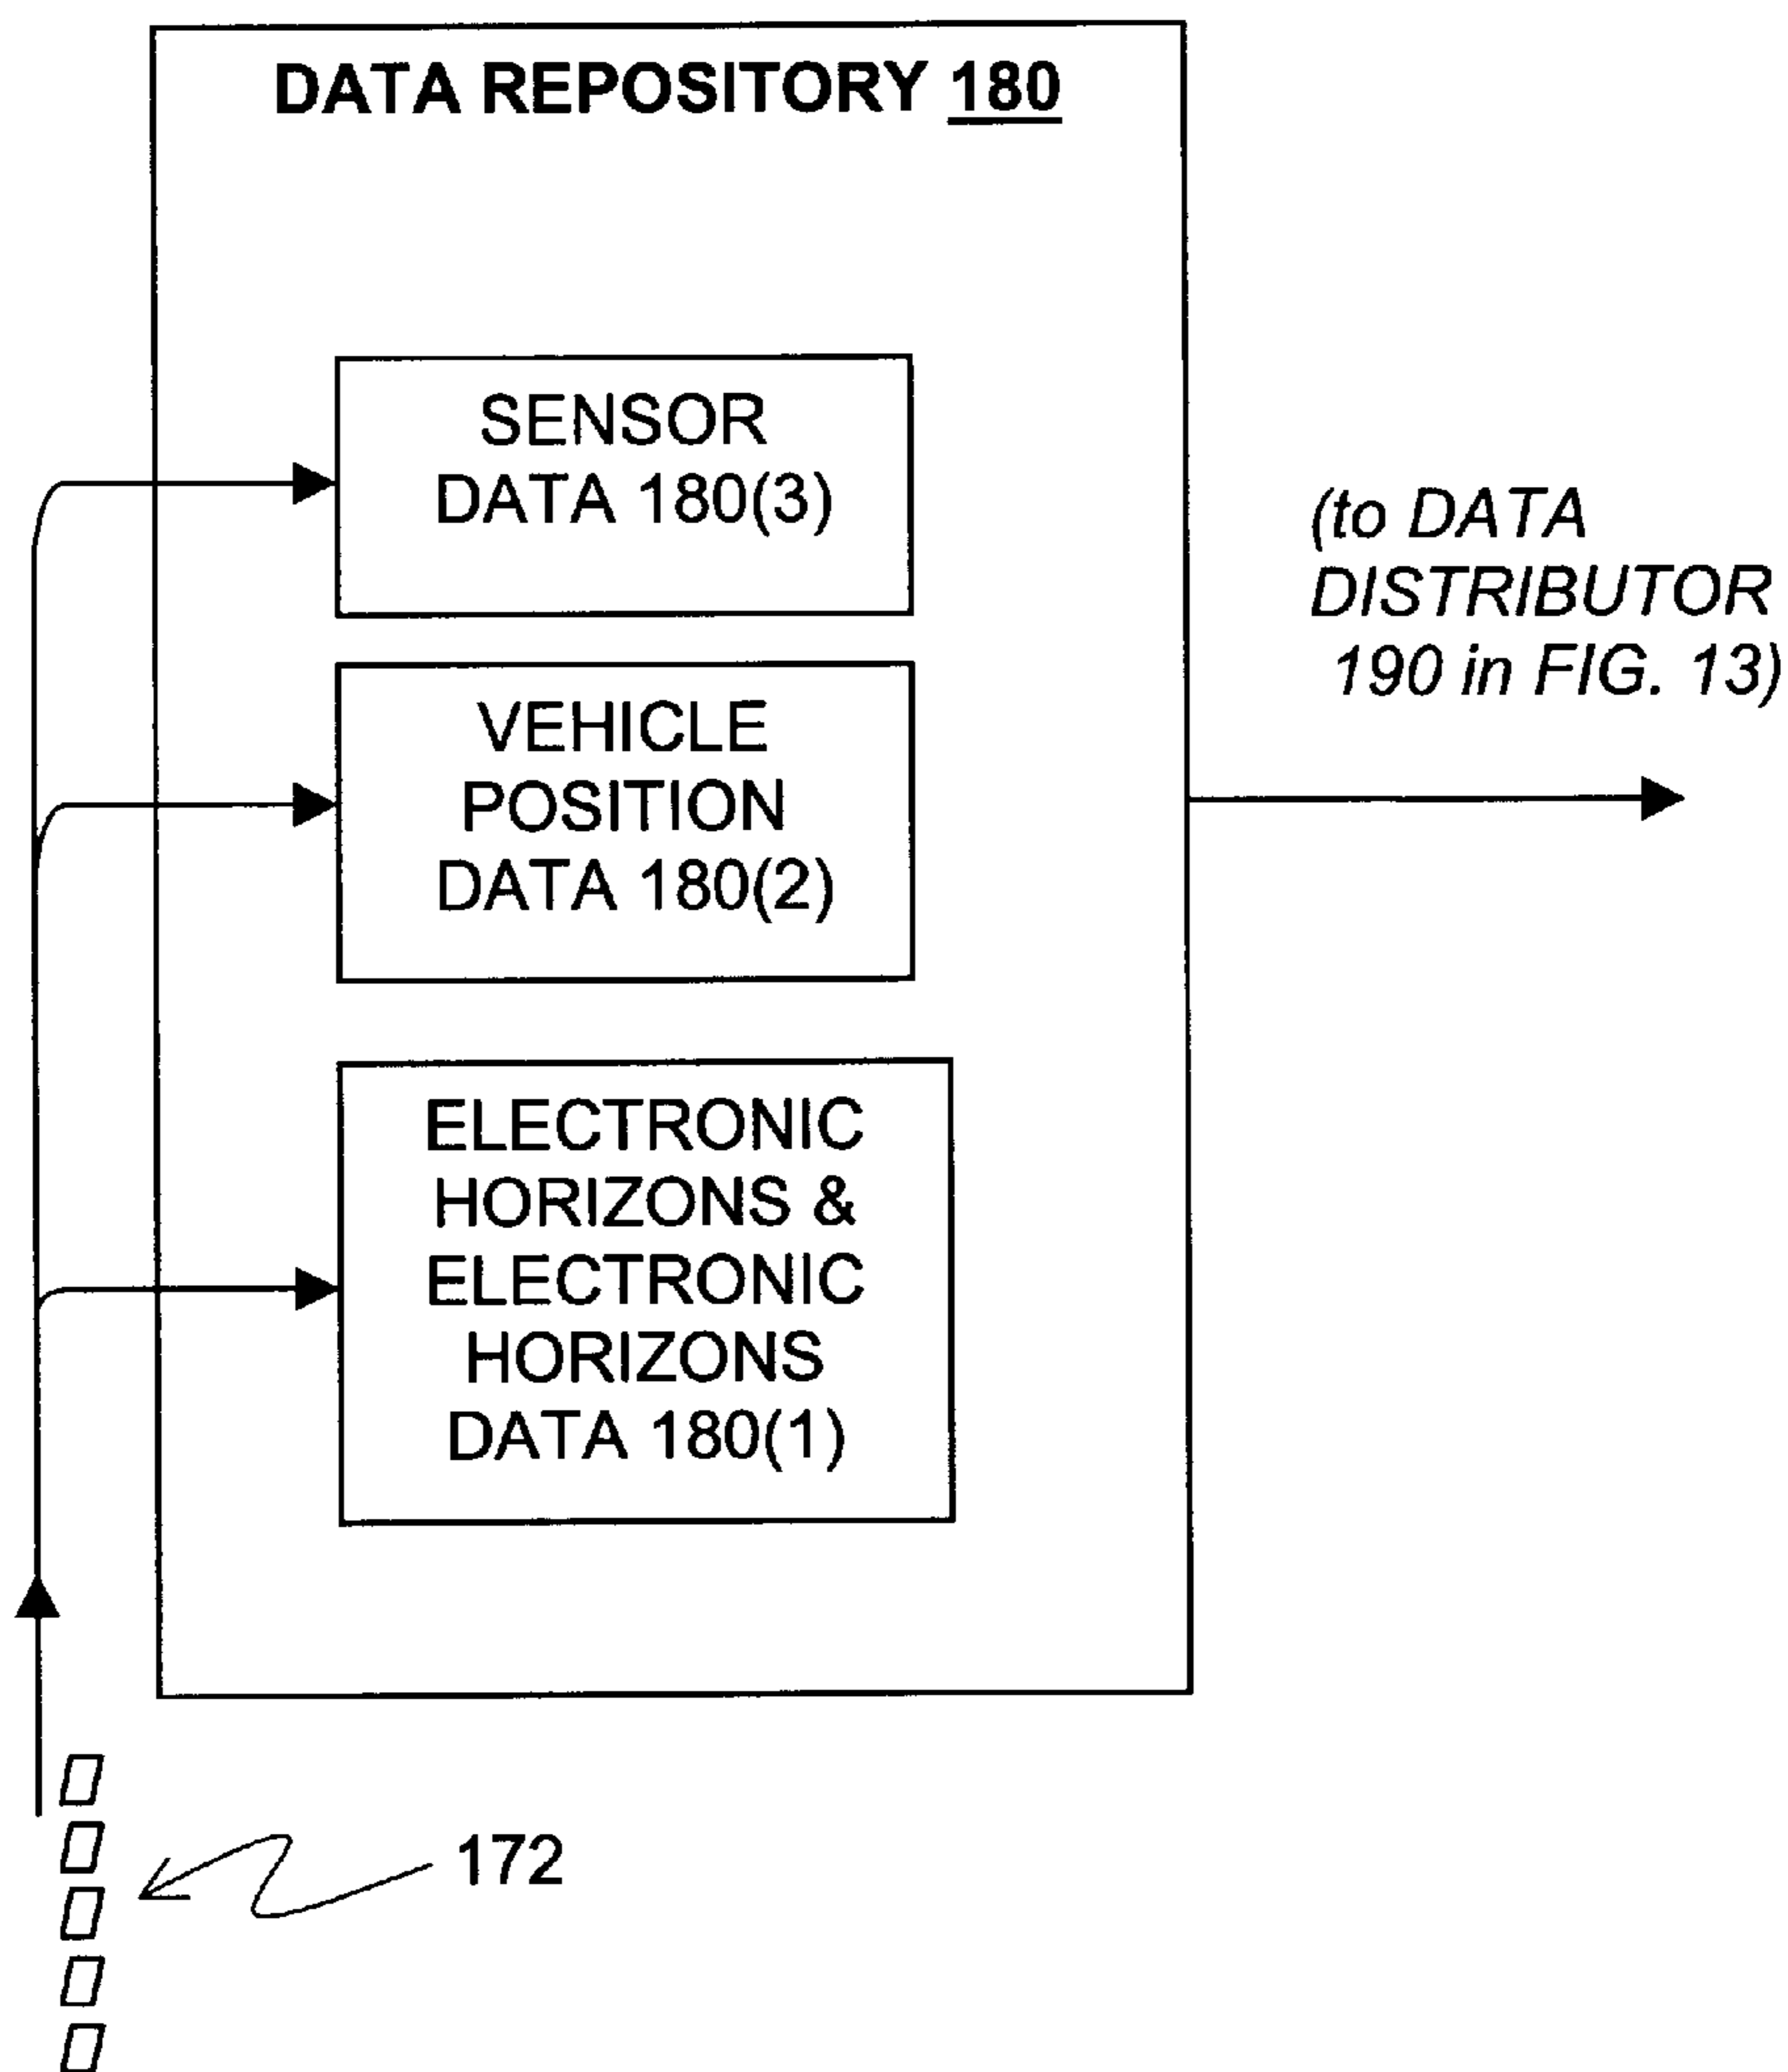 DATA REPOSITORY 180
SENSOR
DATA 180(3)
(to DATA
DISTRIBUTOR
190 in FIG. 13)
VEHICLE
POSITION
DATA 180(2)
ELECTRONIC
HORIZONS &
ELECTRONIC
HORIZONS
DATA 180(1)
172